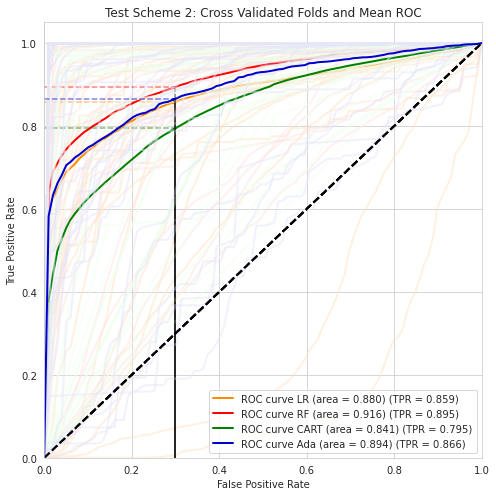 Test Scheme 2: Cross Validated Folds and Mean ROC
True Positive Rate
1.0
0.8
0.6
0.4
0.2
0.0
ROC curve LR (area = 0.880) (TPR = 0.859)
ROC curve RF (area = 0.916) (TPR = 0.895)
ROC curve CART (area = 0.841) (TPR = 0.795)
ROC curve Ada (area = 0.894) (TPR = 0.866)
0.0 0.2 0.4 0.6 0.8 1.0
False Positive Rate